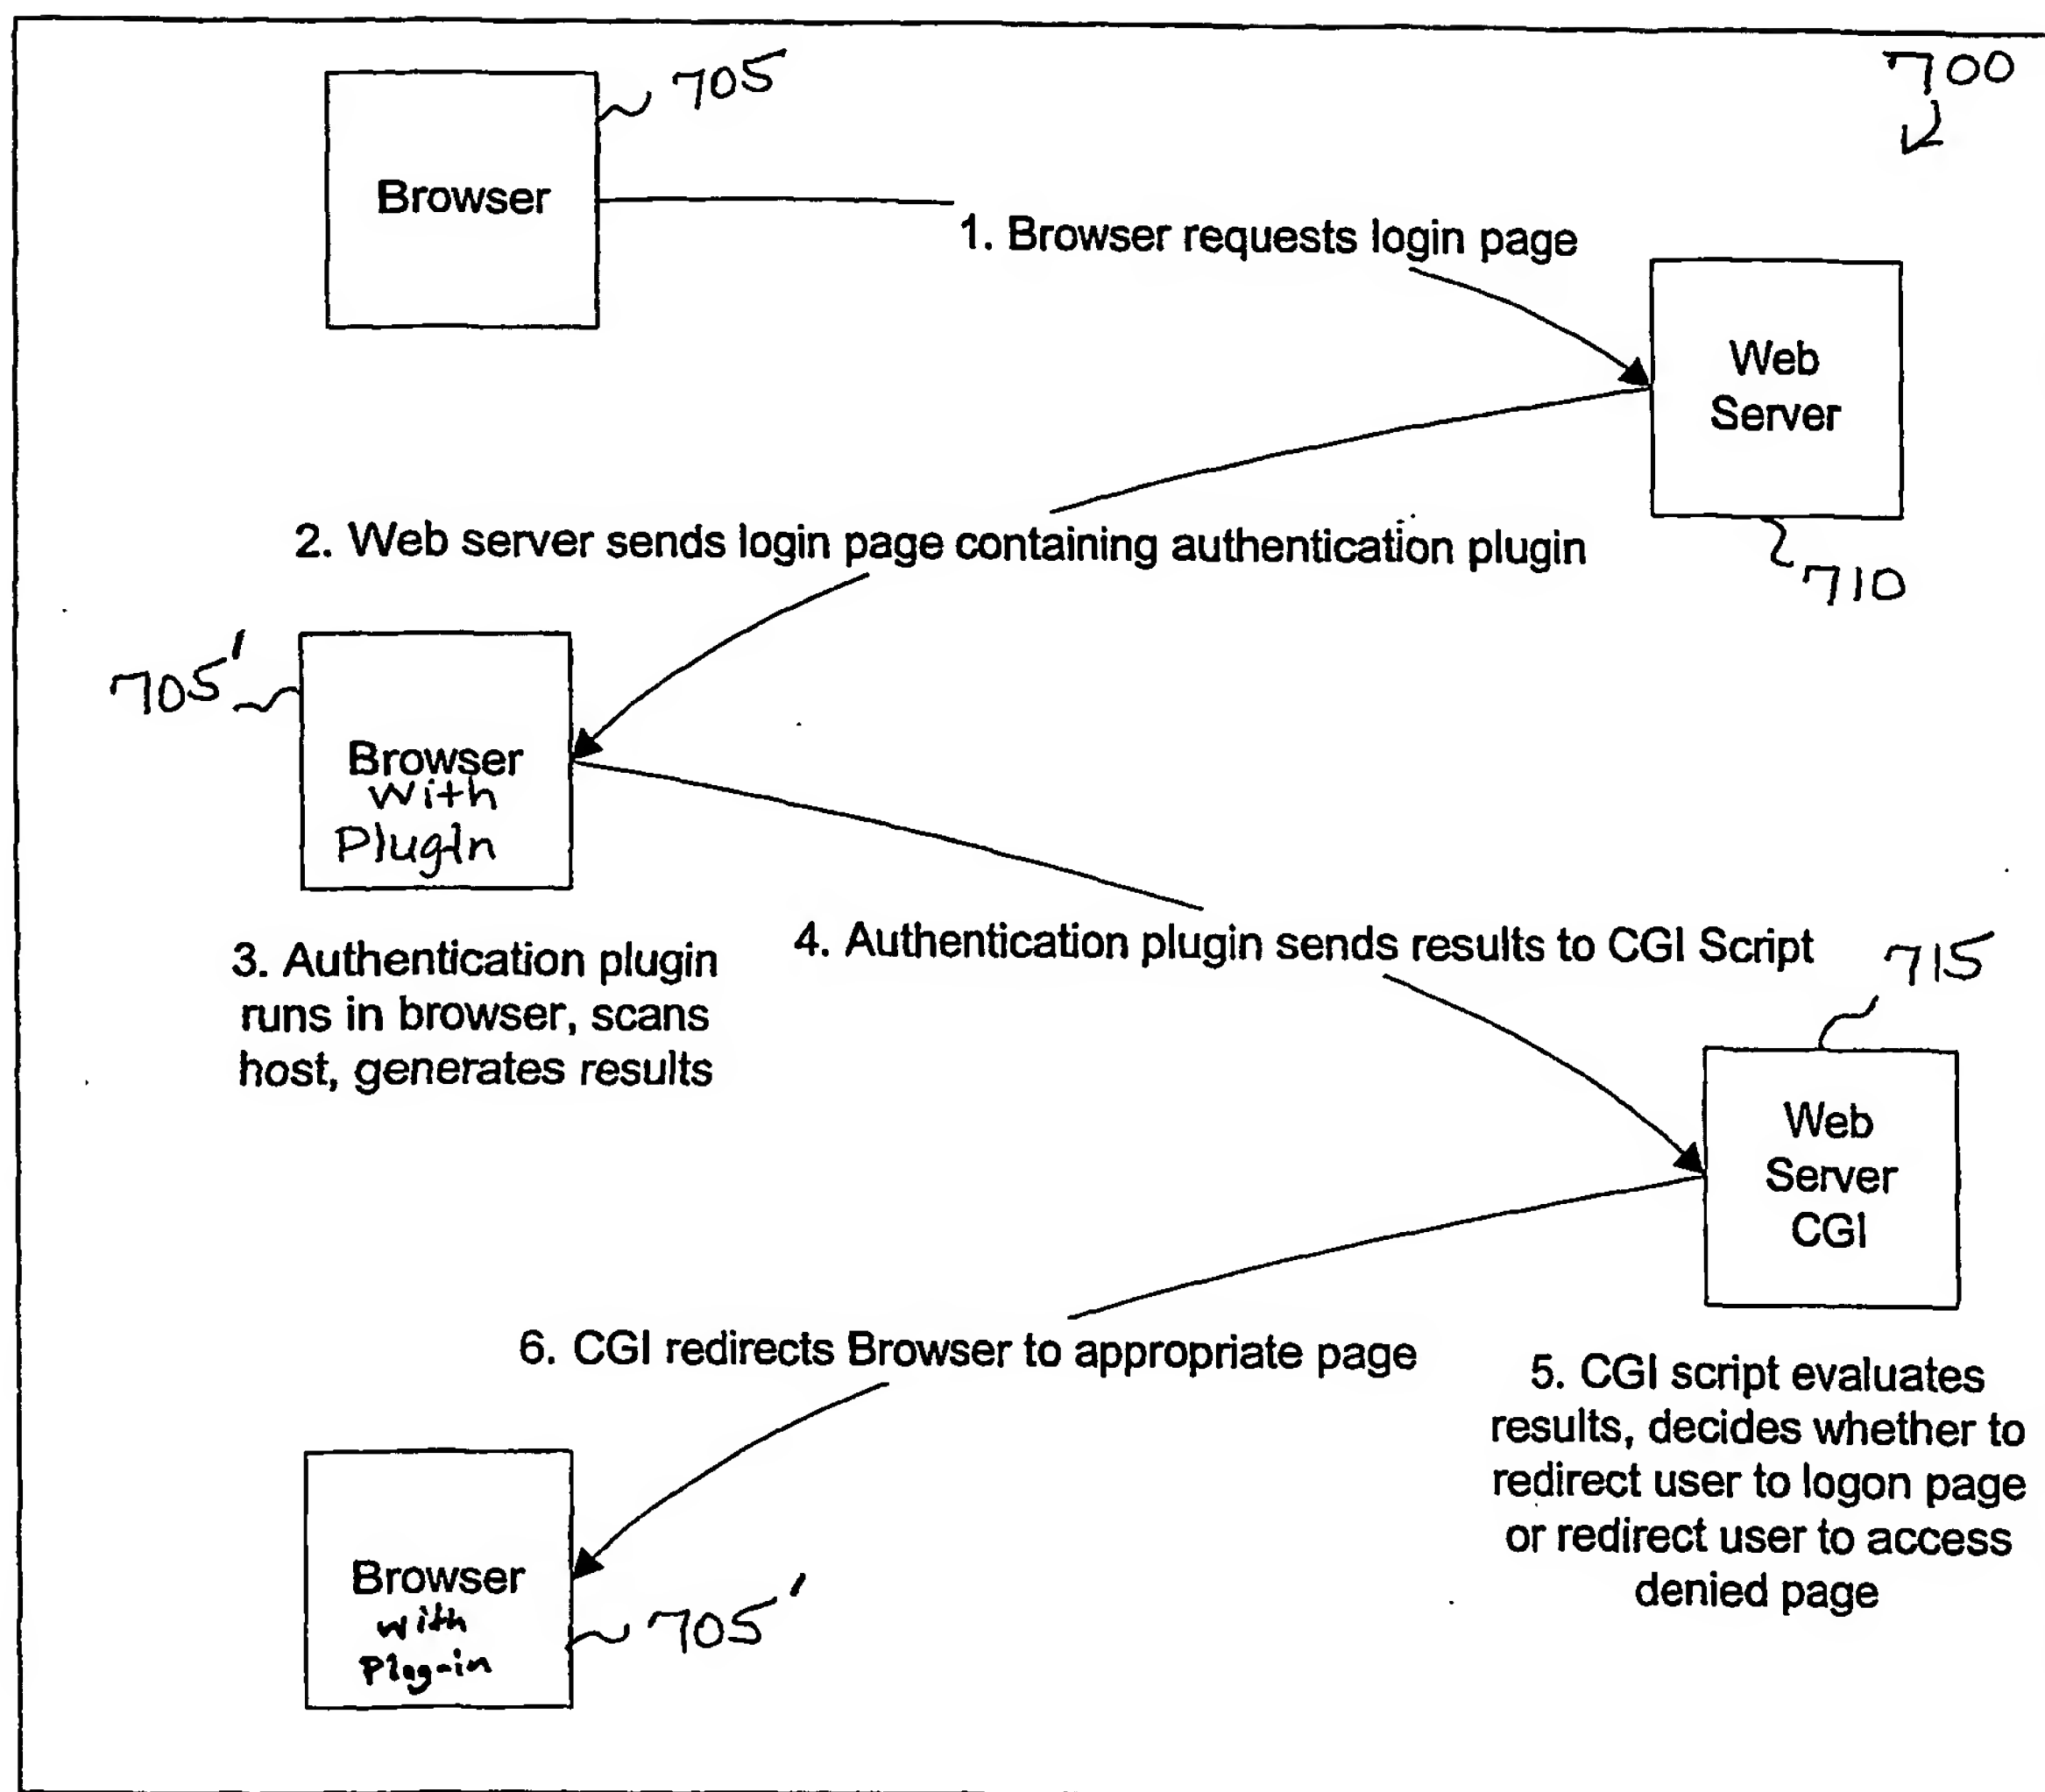 705
700
Browser
1. Browser requests login page
Web
Server
2. Web server sends login page containing authentication plugin
710
705'
Browser
With
PlugIn
3. Authentication plugin
runs in browser, scans
host, generates results
4. Authentication plugin sends results to CGI Script
715
Web
Server
CGI
6. CGI redirects Browser to appropriate page
5. CGI script evaluates
results, decides whether to
redirect user to logon page
or redirect user to access
denied page
Browser
with
Plug-in
705'